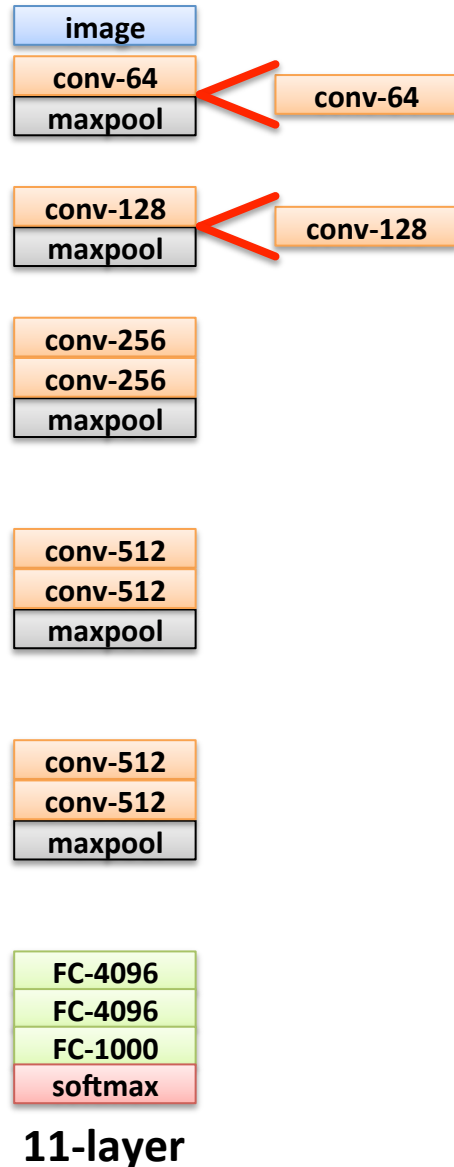 image
conv-64
maxpool
conv-64
conv-128
maxpool
conv-128
conv-256
conv-256
maxpool
conv-512
conv-512
maxpool
conv-512
conv-512
maxpool
FC-4096
FC-4096
FC-1000
softmax
11-layer